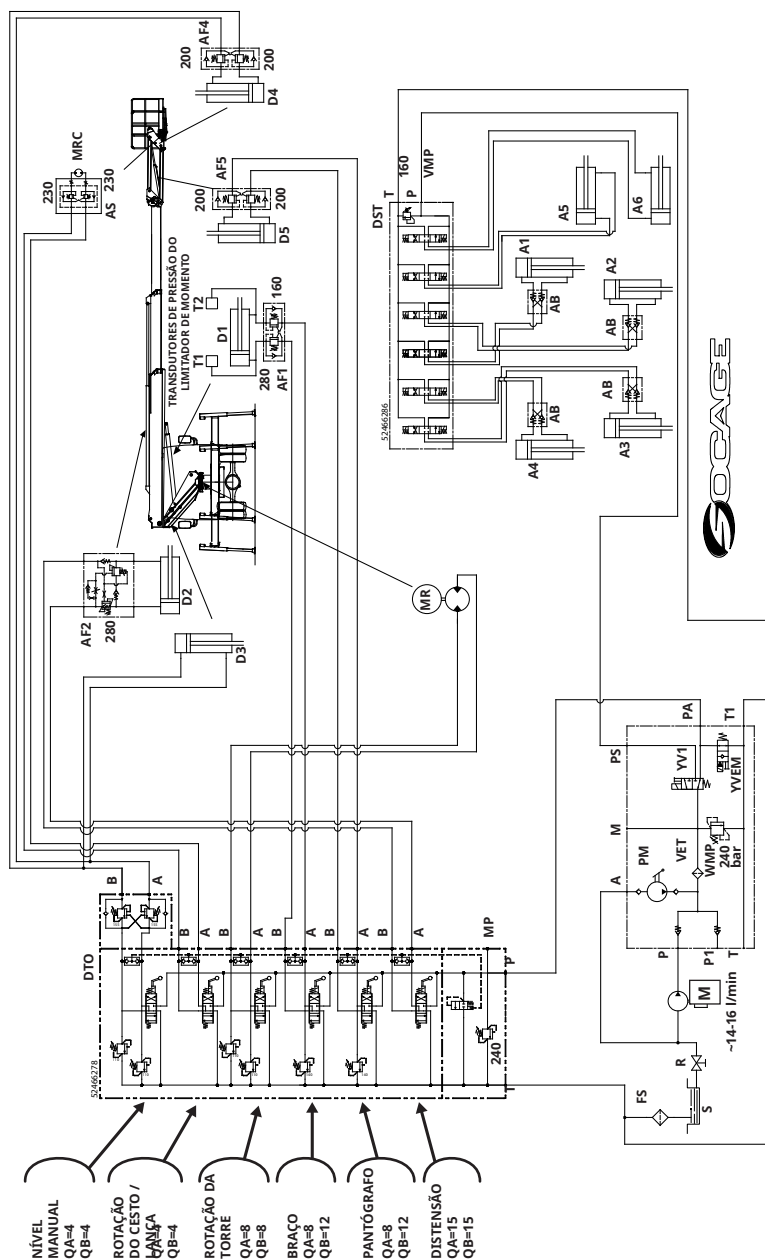 NÍVEL
MANUAL
QA=4
QB=4
ROTAÇÃO
DO CESTO /
LANÇA
QA=4
QB=4
ROTAÇÃO DA
TORRE
QA=8
QB=8
BRAÇO
QA=8
QB=12
PANTÓGRAFO
QA=8
QB=12
DISTENSÃO
QA=15
QB=15
52466278
DTO
B
A
B
A
B
A
B
A
B
A
B
A
MP
P
T
240
AF2
280
D2
D3
MR
230
230
AS
MRC
TRANSDUTORES DE PRESSÃO DO
LIMITADOR DE MOMENTO
200
AF4
200
D4
AF5
200
200
D5
T1
T2
D1
160
280
AF1
DST
T
160
P
VMP
52466286
A1
AB
A2
AB
A3
AB
A4
AB
A5
A6
SOCAGE
FS
S
R
M
~14-16 l/min
A
M
PS
PA
T1
P
P1
T
PM
VET
WMP
240
bar
YV1
YVEM